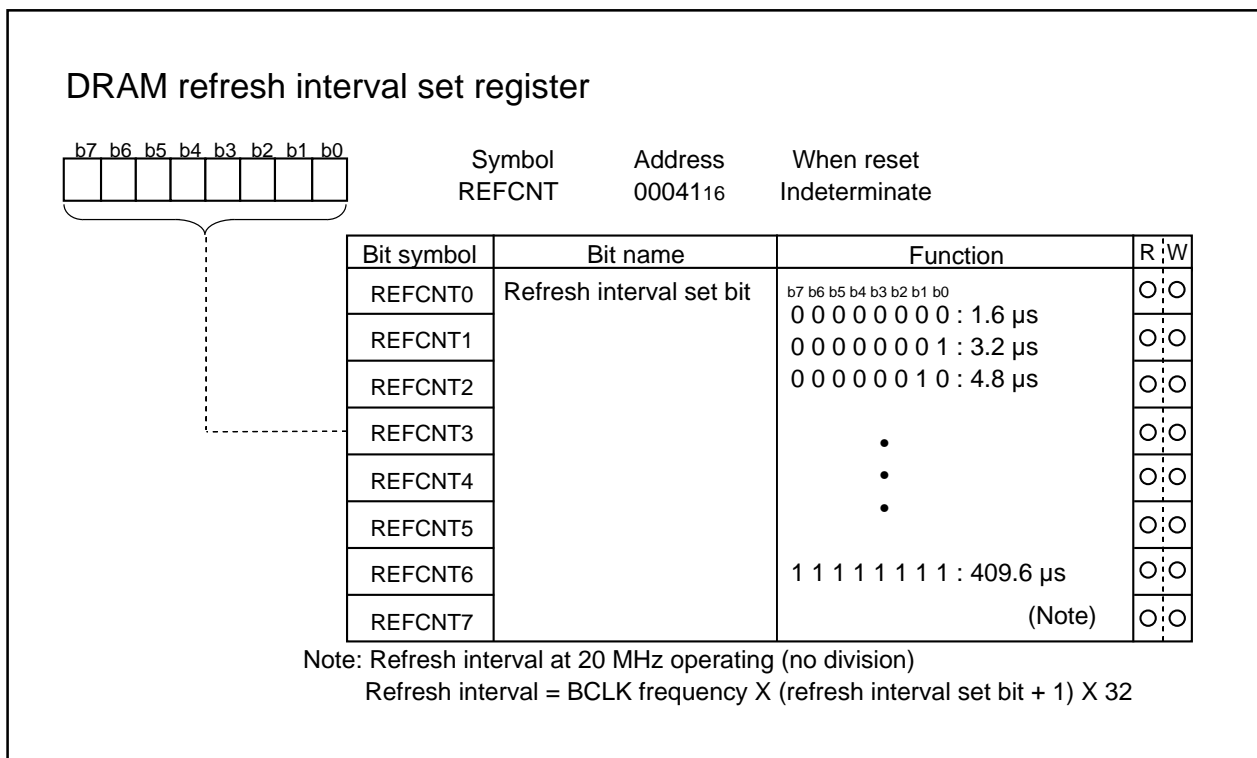 DRAM refresh interval set register
b7 b6 b5 b4 b3 b2 b1 b0
Symbol Address When reset
REFCNT 0004116 Indeterminate
Bit symbol Bit name Function R W
REFCNT0 Refresh interval set bit b7 b6 b5 b4 b3 b2 b1 b0
0 0 0 0 0 0 0 0 : 1.6 µs
REFCNT1 0 0 0 0 0 0 0 1 : 3.2 µs
REFCNT2 0 0 0 0 0 0 1 0 : 4.8 µs
REFCNT3
REFCNT4
REFCNT5
REFCNT6 1 1 1 1 1 1 1 1 : 409.6 µs
REFCNT7 (Note)
Note: Refresh interval at 20 MHz operating (no division)
Refresh interval = BCLK frequency X (refresh interval set bit + 1) X 32